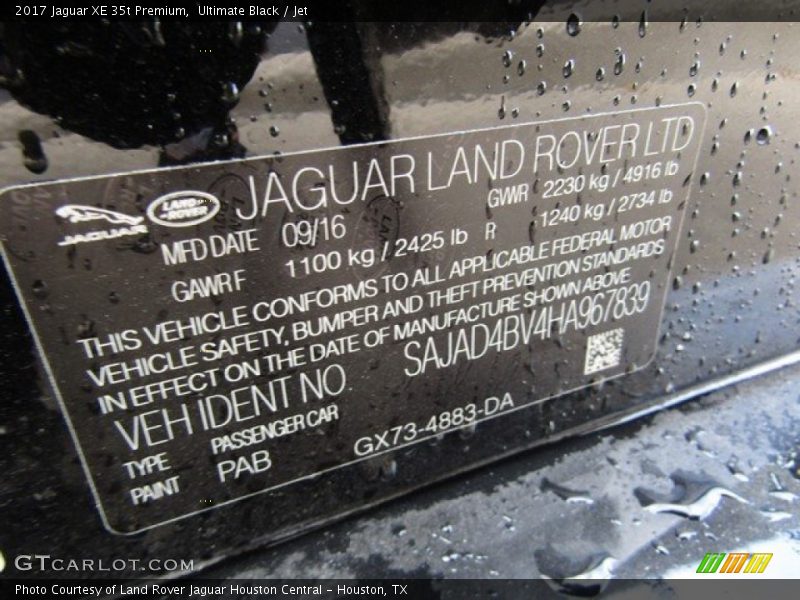 2017 Jaguar XE 35t Premium,  Ultimate Black / Jet
JAGUAR LAND-ROVER JAGUAR LAND ROVER LTD
MFD DATE 09/16 GWR 2230 kg / 4916 lb
GAWR F 1100 kg / 2425 lb R 1240 kg / 2734 lb
THIS VEHICLE CONFORMS TO ALL APPLICABLE FEDERAL MOTOR
VEHICLE SAFETY, BUMPER AND THEFT PREVENTION STANDARDS
IN EFFECT ON THE DATE OF MANUFACTURE SHOWN ABOVE
VEH IDENT NO. SAJAD4BV4HA967839
TYPE PASSENGER CAR
PAINT PAB GX73-4883-DA
GTCARLOT.COM
Photo Courtesy of Land Rover Jaguar Houston Central - Houston, TX